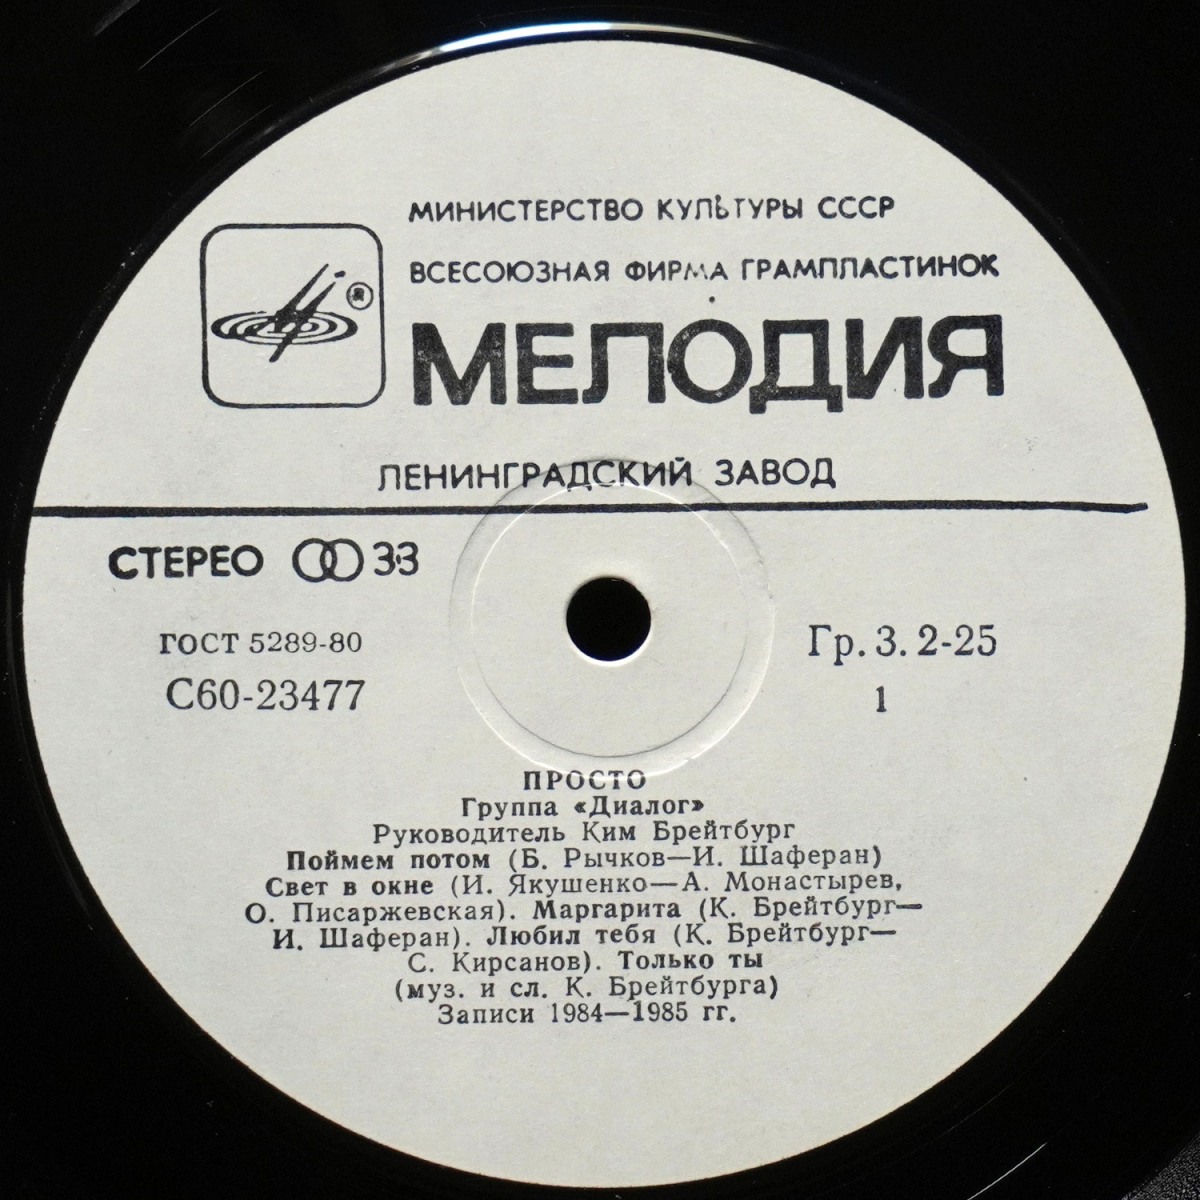 МИНИСТЕРСТВО КУЛЬТУРЫ СССР
ВСЕСОЮЗНАЯ ФИРМА ГРАМПЛАСТИНОК
МЕЛОДИЯ
ЛЕНИНГРАДСКИЙ ЗАВОД
СТЕРЕО 33
ГОСТ 5289-80
С60-23477
Гр. 3. 2-25
1
ПРОСТО
Группа «Диалог»
Руководитель Ким Брейтбург
Поймем потом (Б. Рычков—И. Шаферан)
Свет в окне (И. Якушенко—А. Монастырев,
О. Писаржевская). Маргарита (К. Брейтбург—
И. Шаферан). Любил тебя (К. Брейтбург—
С. Кирсанов). Только ты
(муз. и сл. К. Брейтбурга)
Записи 1984—1985 гг.